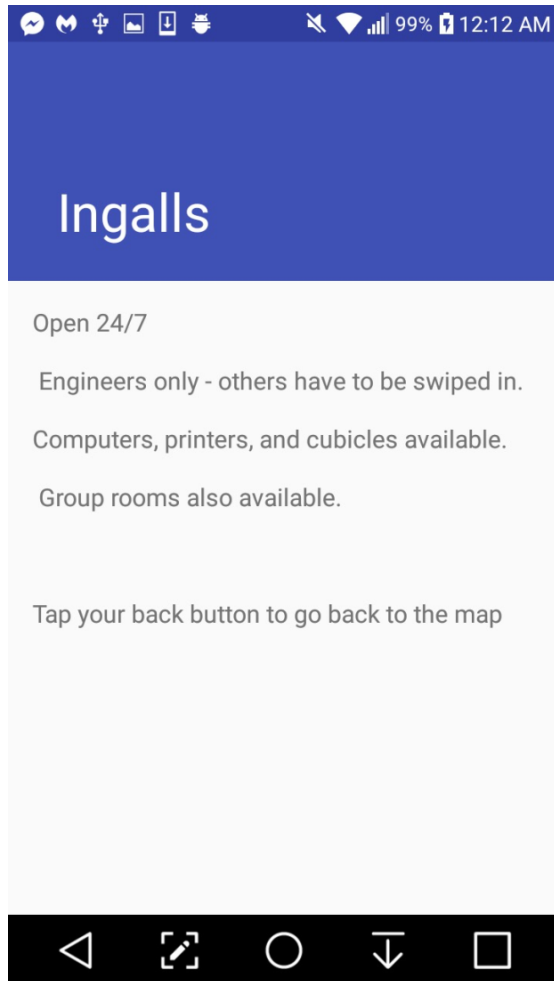 99% 12:12 AM
Ingalls
Open 24/7
Engineers only - others have to be swiped in.
Computers, printers, and cubicles available.
Group rooms also available.
Tap your back button to go back to the map